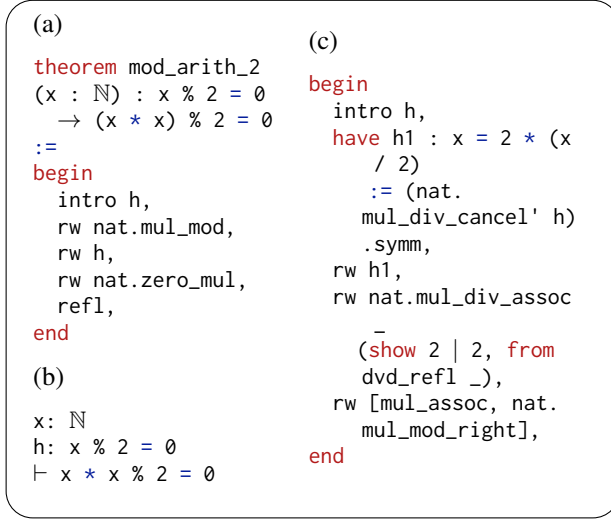 (a)
theorem mod_arith_2
(x : ℕ) : x % 2 = 0
→ (x * x) % 2 = 0
:=
begin
intro h,
rw nat.mul_mod,
rw h,
rw nat.zero_mul,
refl,
end
(b)
x: ℕ
h: x % 2 = 0
⊢ x * x % 2 = 0
(c)
begin
intro h,
have h1 : x = 2 * (x
/ 2)
:= (nat.
mul_div_cancel' h)
.symm,
rw h1,
rw nat.mul_div_assoc
_
(show 2 | 2, from
dvd_refl _),
rw [mul_assoc, nat.
mul_mod_right],
end